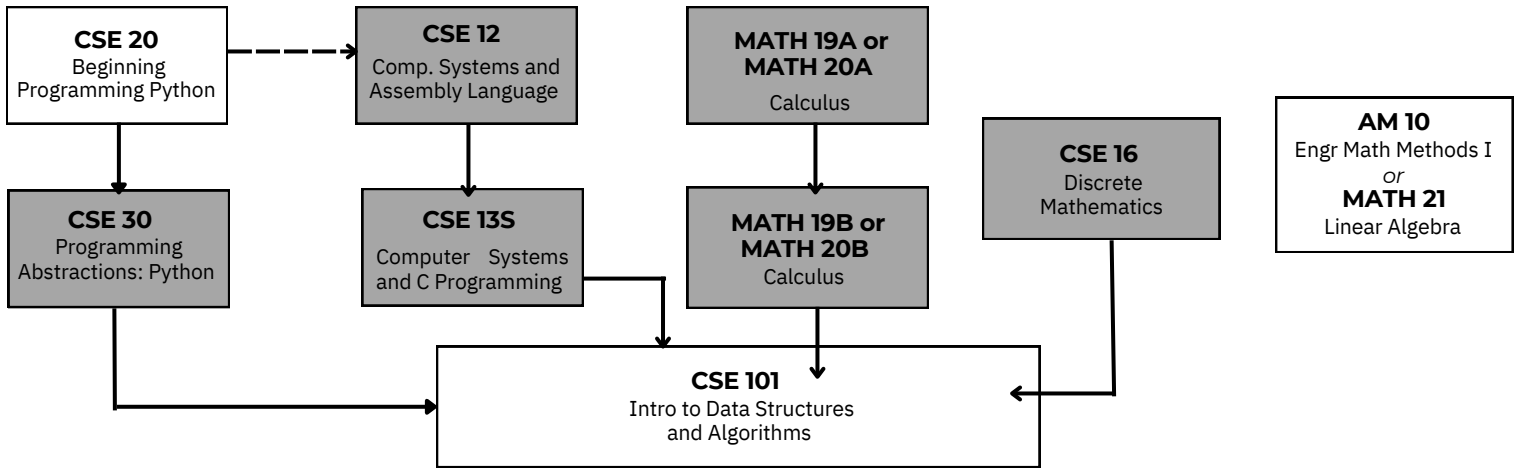 CSE 20
Beginning
Programming Python
CSE 12
Comp. Systems and
Assembly Language
MATH 19A or
MATH 20A
Calculus
CSE 16
Discrete
Mathematics
AM 10
Engr Math Methods I
or
MATH 21
Linear Algebra
CSE 30
Programming
Abstractions: Python
CSE 13S
Computer Systems
and C Programming
MATH 19B or
MATH 20B
Calculus
CSE 101
Intro to Data Structures
and Algorithms